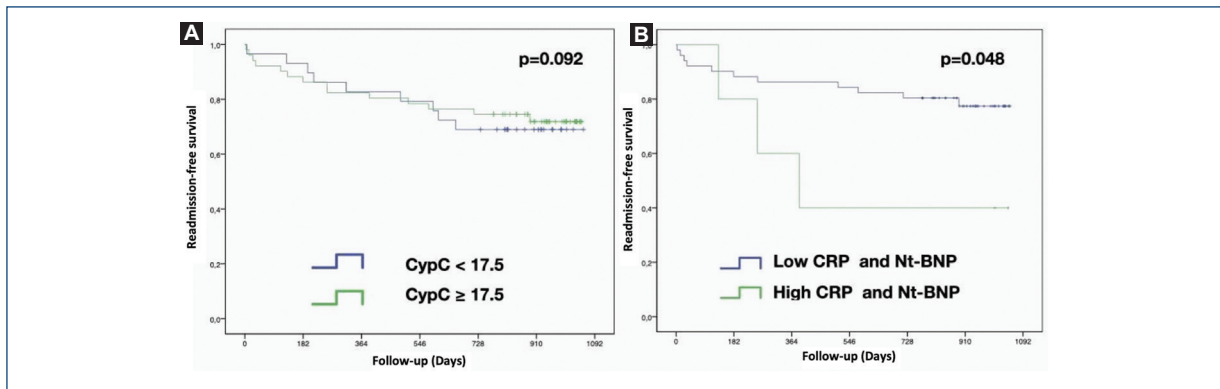 A
p=0.092
Readmission-free survival
1,0
0,8
0,6
0,4
0,2
0,0
CypC < 17.5
CypC ≥ 17.5
0 182 364 546 728 910 1092
Follow-up (Days)
B
p=0.048
Readmission-free survival
1,0
0,8
0,6
0,4
0,2
0,0
Low CRP and Nt-BNP
High CRP and Nt-BNP
0 182 364 546 728 910 1092
Follow-up (Days)